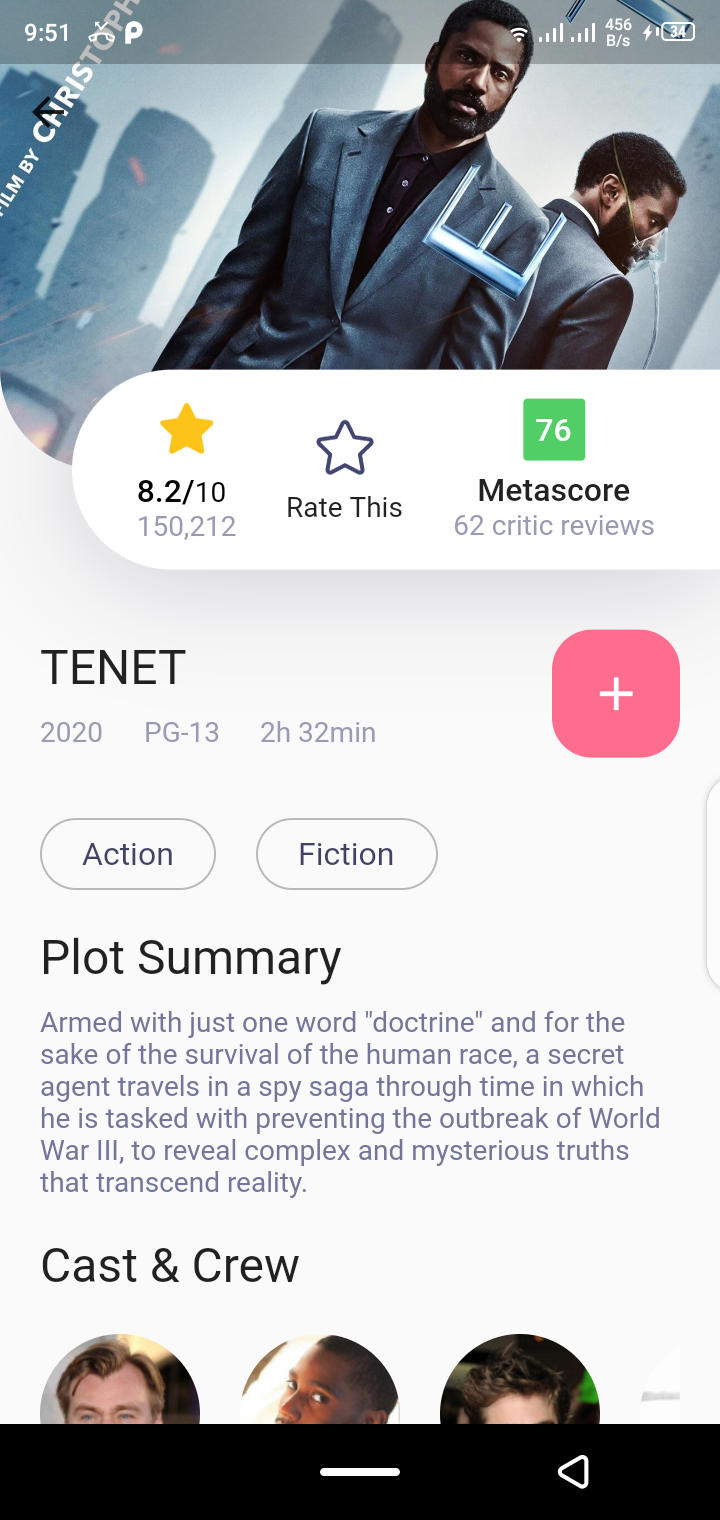 9:51
456
B/s
34
FILM BY CHRISTOPH
E
76
8.2/10
Rate This
Metascore
150,212
62 critic reviews
TENET
+
2020 PG-13 2h 32min
Action Fiction
Plot Summary
Armed with just one word "doctrine" and for the
sake of the survival of the human race, a secret
agent travels in a spy saga through time in which
he is tasked with preventing the outbreak of World
War III, to reveal complex and mysterious truths
that transcend reality.
Cast & Crew